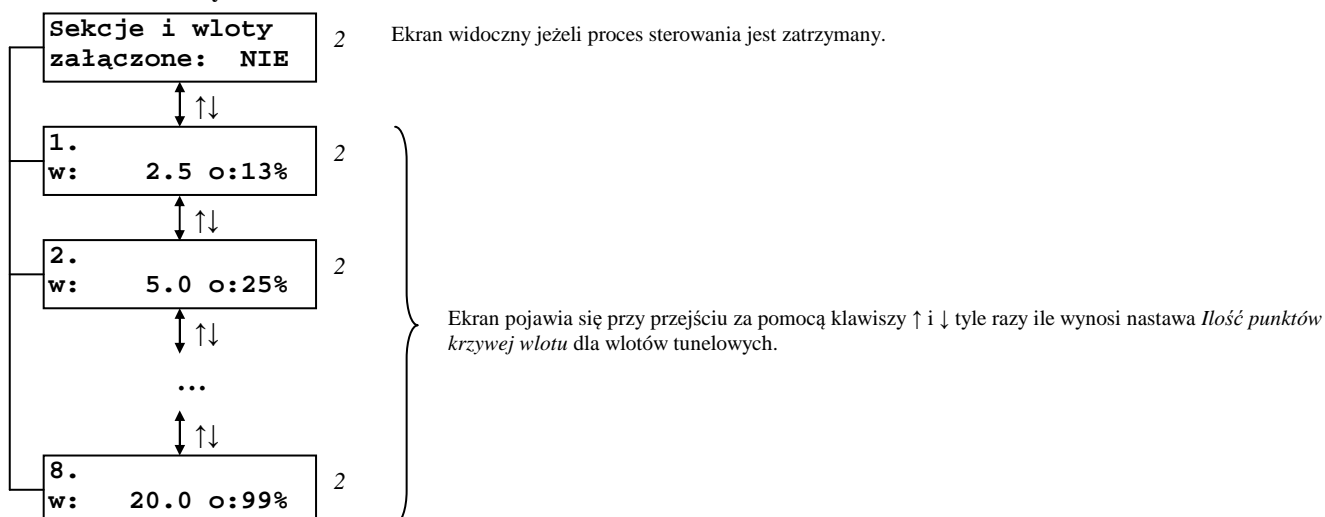 Sekcje i wloty
załączone: NIE
2
Ekran widoczny jeżeli proces sterowania jest zatrzymany.
↑↓
1.
w: 2.5 o:13%
2
↑↓
2.
w: 5.0 o:25%
2
Ekran pojawia się przy przejściu za pomocą klawiszy ↑ i ↓ tyle razy ile wynosi nastawa Ilość punktów
krzywej wlotu dla wlotów tunelowych.
↑↓
...
↑↓
8.
w: 20.0 o:99%
2